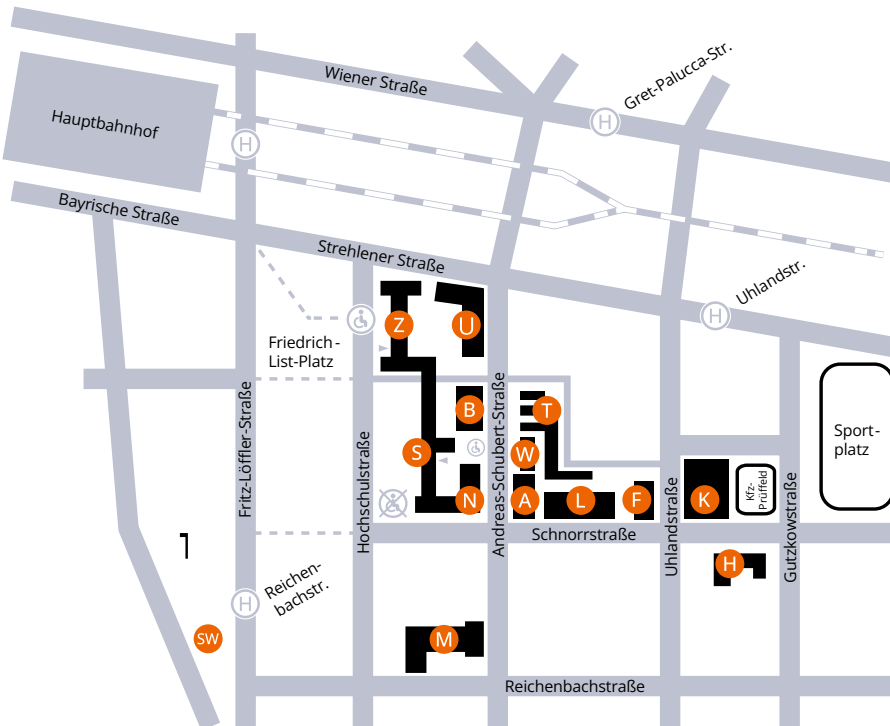 Wiener Straße
Gret-Palucca-Str.
H
Hauptbahnhof
H
Bayrische Straße
Strehlener Straße
Uhlandstr.
H
Z
U
Friedrich-
List-Platz
Fritz-Löffler-Straße
Hochschulstraße
Andreas-Schubert-Straße
B
T
S
W
N
A
L
F
K
Kfz-
Prüffeld
Sport-
platz
Uhlandstraße
Gutzkowstraße
Schnorrstraße
H
Reichen-
bachstr.
H
SW
M
Reichenbachstraße